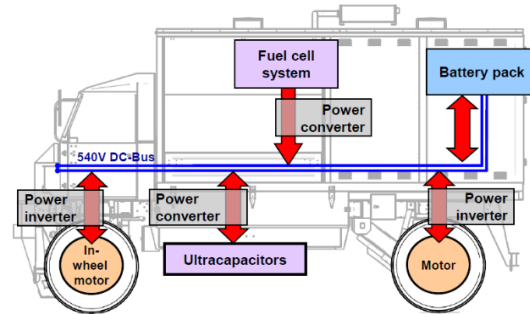 Fuel cell
system
Battery pack
Power
converter
540V DC-Bus
Power
inverter
Power
converter
Power
inverter
In-
wheel
motor
Ultracapacitors
Motor